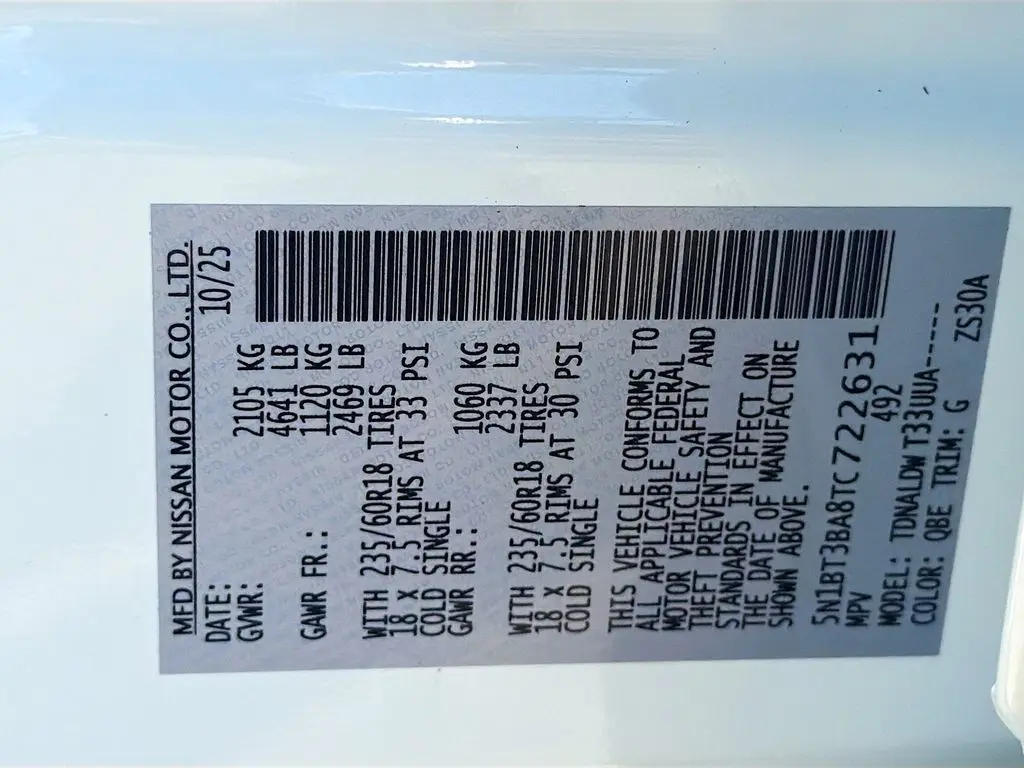 MFD BY NISSAN MOTOR CO., LTD.
DATE: 10/25
GVWR: 2105 KG
4641 LB
GAWR FR.: 1120 KG
2469 LB
WITH 235/60R18 TIRES
18 X 7.5 RIMS AT 33 PSI
COLD SINGLE
GAWR RR.: 1060 KG
2337 LB
WITH 235/60R18 TIRES
18 X 7.5 RIMS AT 30 PSI
COLD SINGLE
THIS VEHICLE CONFORMS TO
ALL APPLICABLE FEDERAL
MOTOR VEHICLE SAFETY AND
THEFT PREVENTION
STANDARDS IN EFFECT ON
THE DATE OF MANUFACTURE
SHOWN ABOVE.
5N1BT3BA8TC722631
MPV 492
MODEL: TDNALDW T33UUA-----
COLOR: QBE TRIM: G ZS30A